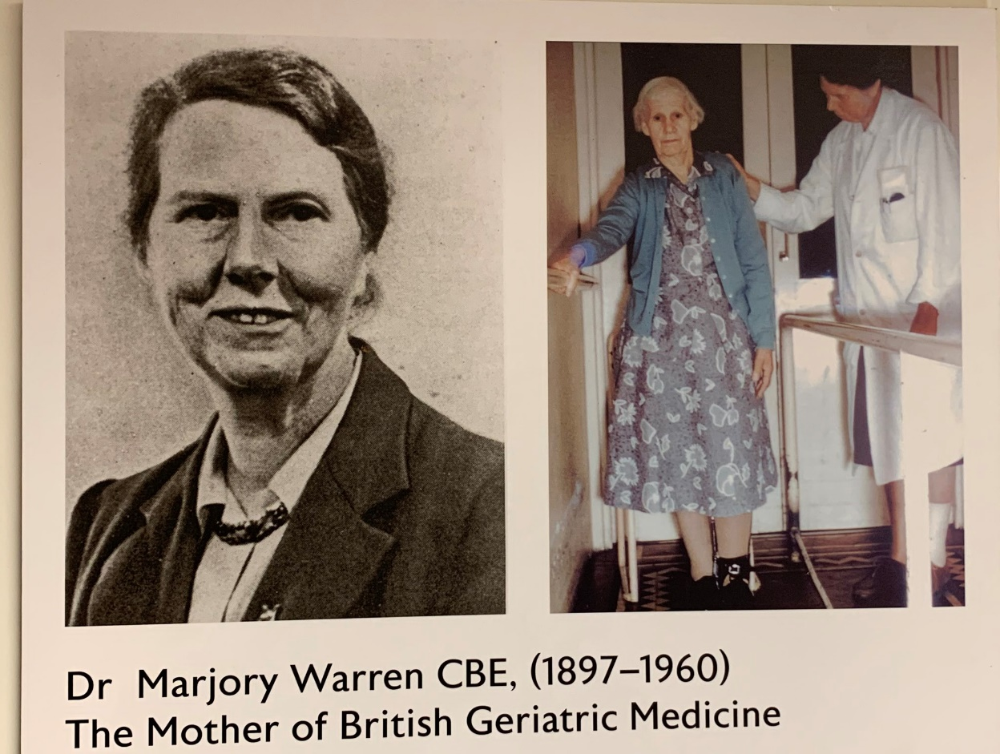 Dr Marjory Warren CBE, (1897–1960)
The Mother of British Geriatric Medicine